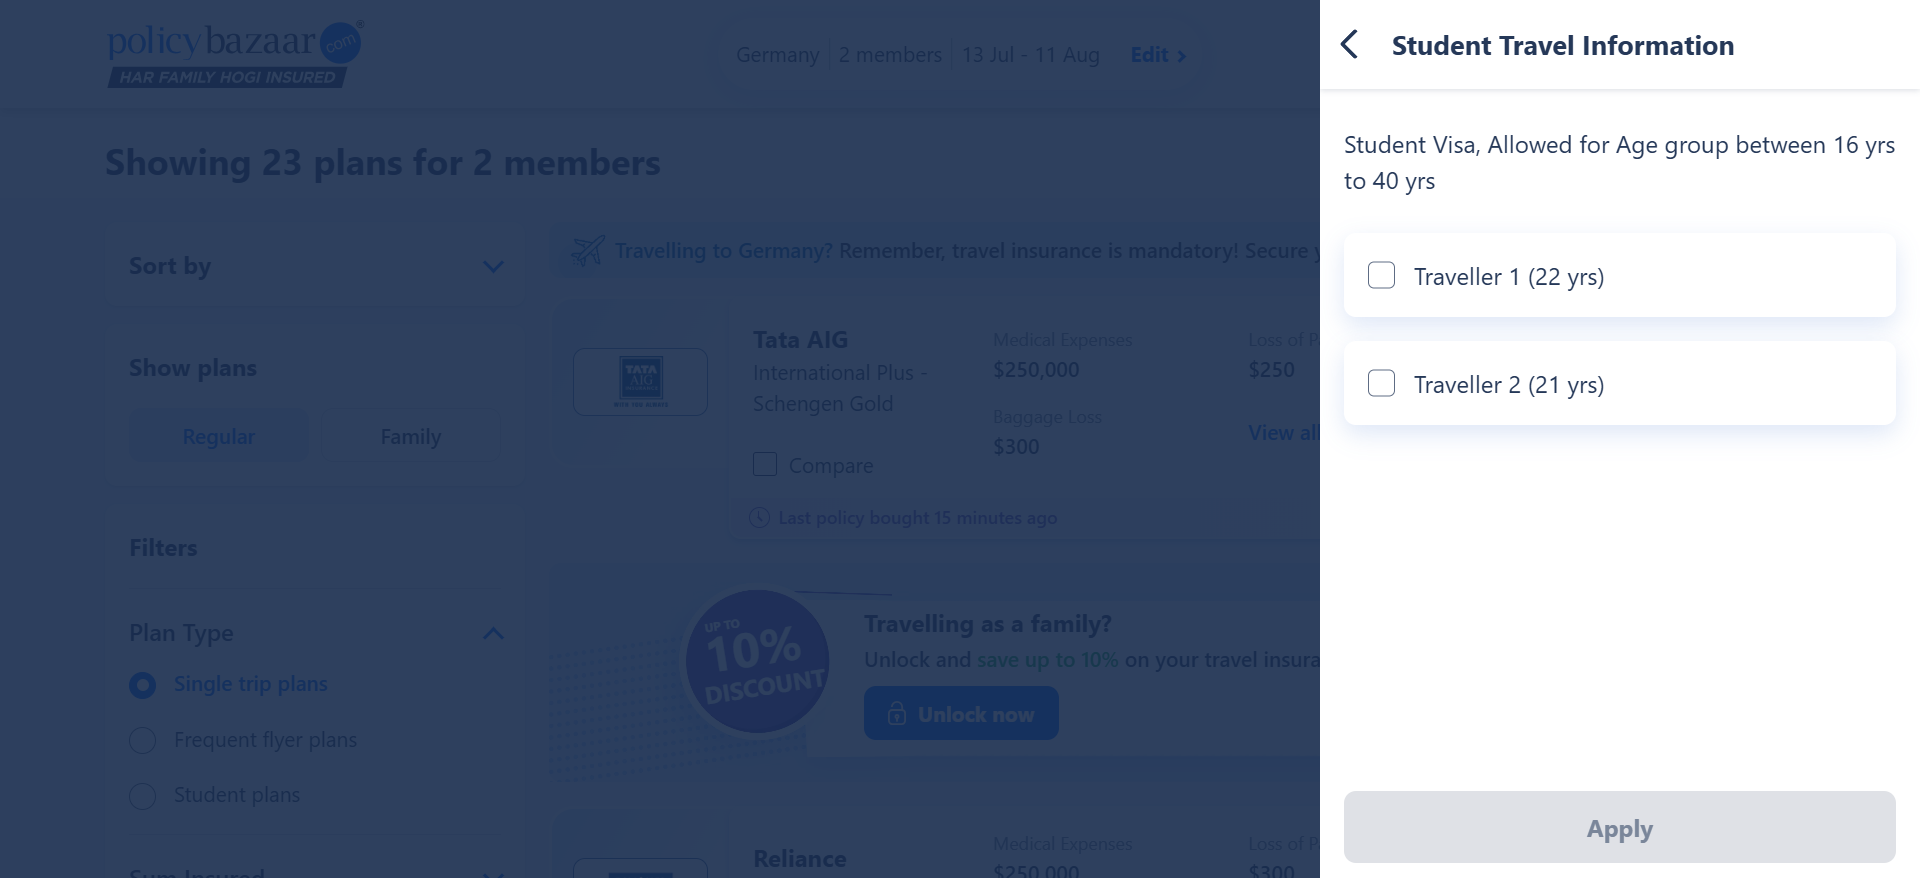 policybazaar com ®
HAR FAMILY HOGI INSURED
Germany 2 members 13 Jul - 11 Aug Edit
Showing 23 plans for 2 members
Sort by
Show plans
Regular Family
Filters
Plan Type
Single trip plans
Frequent flyer plans
Student plans
Travelling to Germany? Remember, travel insurance is mandatory! Secure
TATA
AIG
Tata AIG
International Plus -
Schengen Gold
Compare
Medical Expenses
$250,000
Baggage Loss
$300
Loss of
$250
View all
Last policy bought 15 minutes ago
UP TO
10%
DISCOUNT
Travelling as a family?
Unlock and save up to 10% on your travel
Unlock now
Reliance
Medical Expenses
$250,000
Loss of
$300
Student Travel Information
Student Visa, Allowed for Age group between 16 yrs
to 40 yrs
Traveller 1 (22 yrs)
Traveller 2 (21 yrs)
Apply